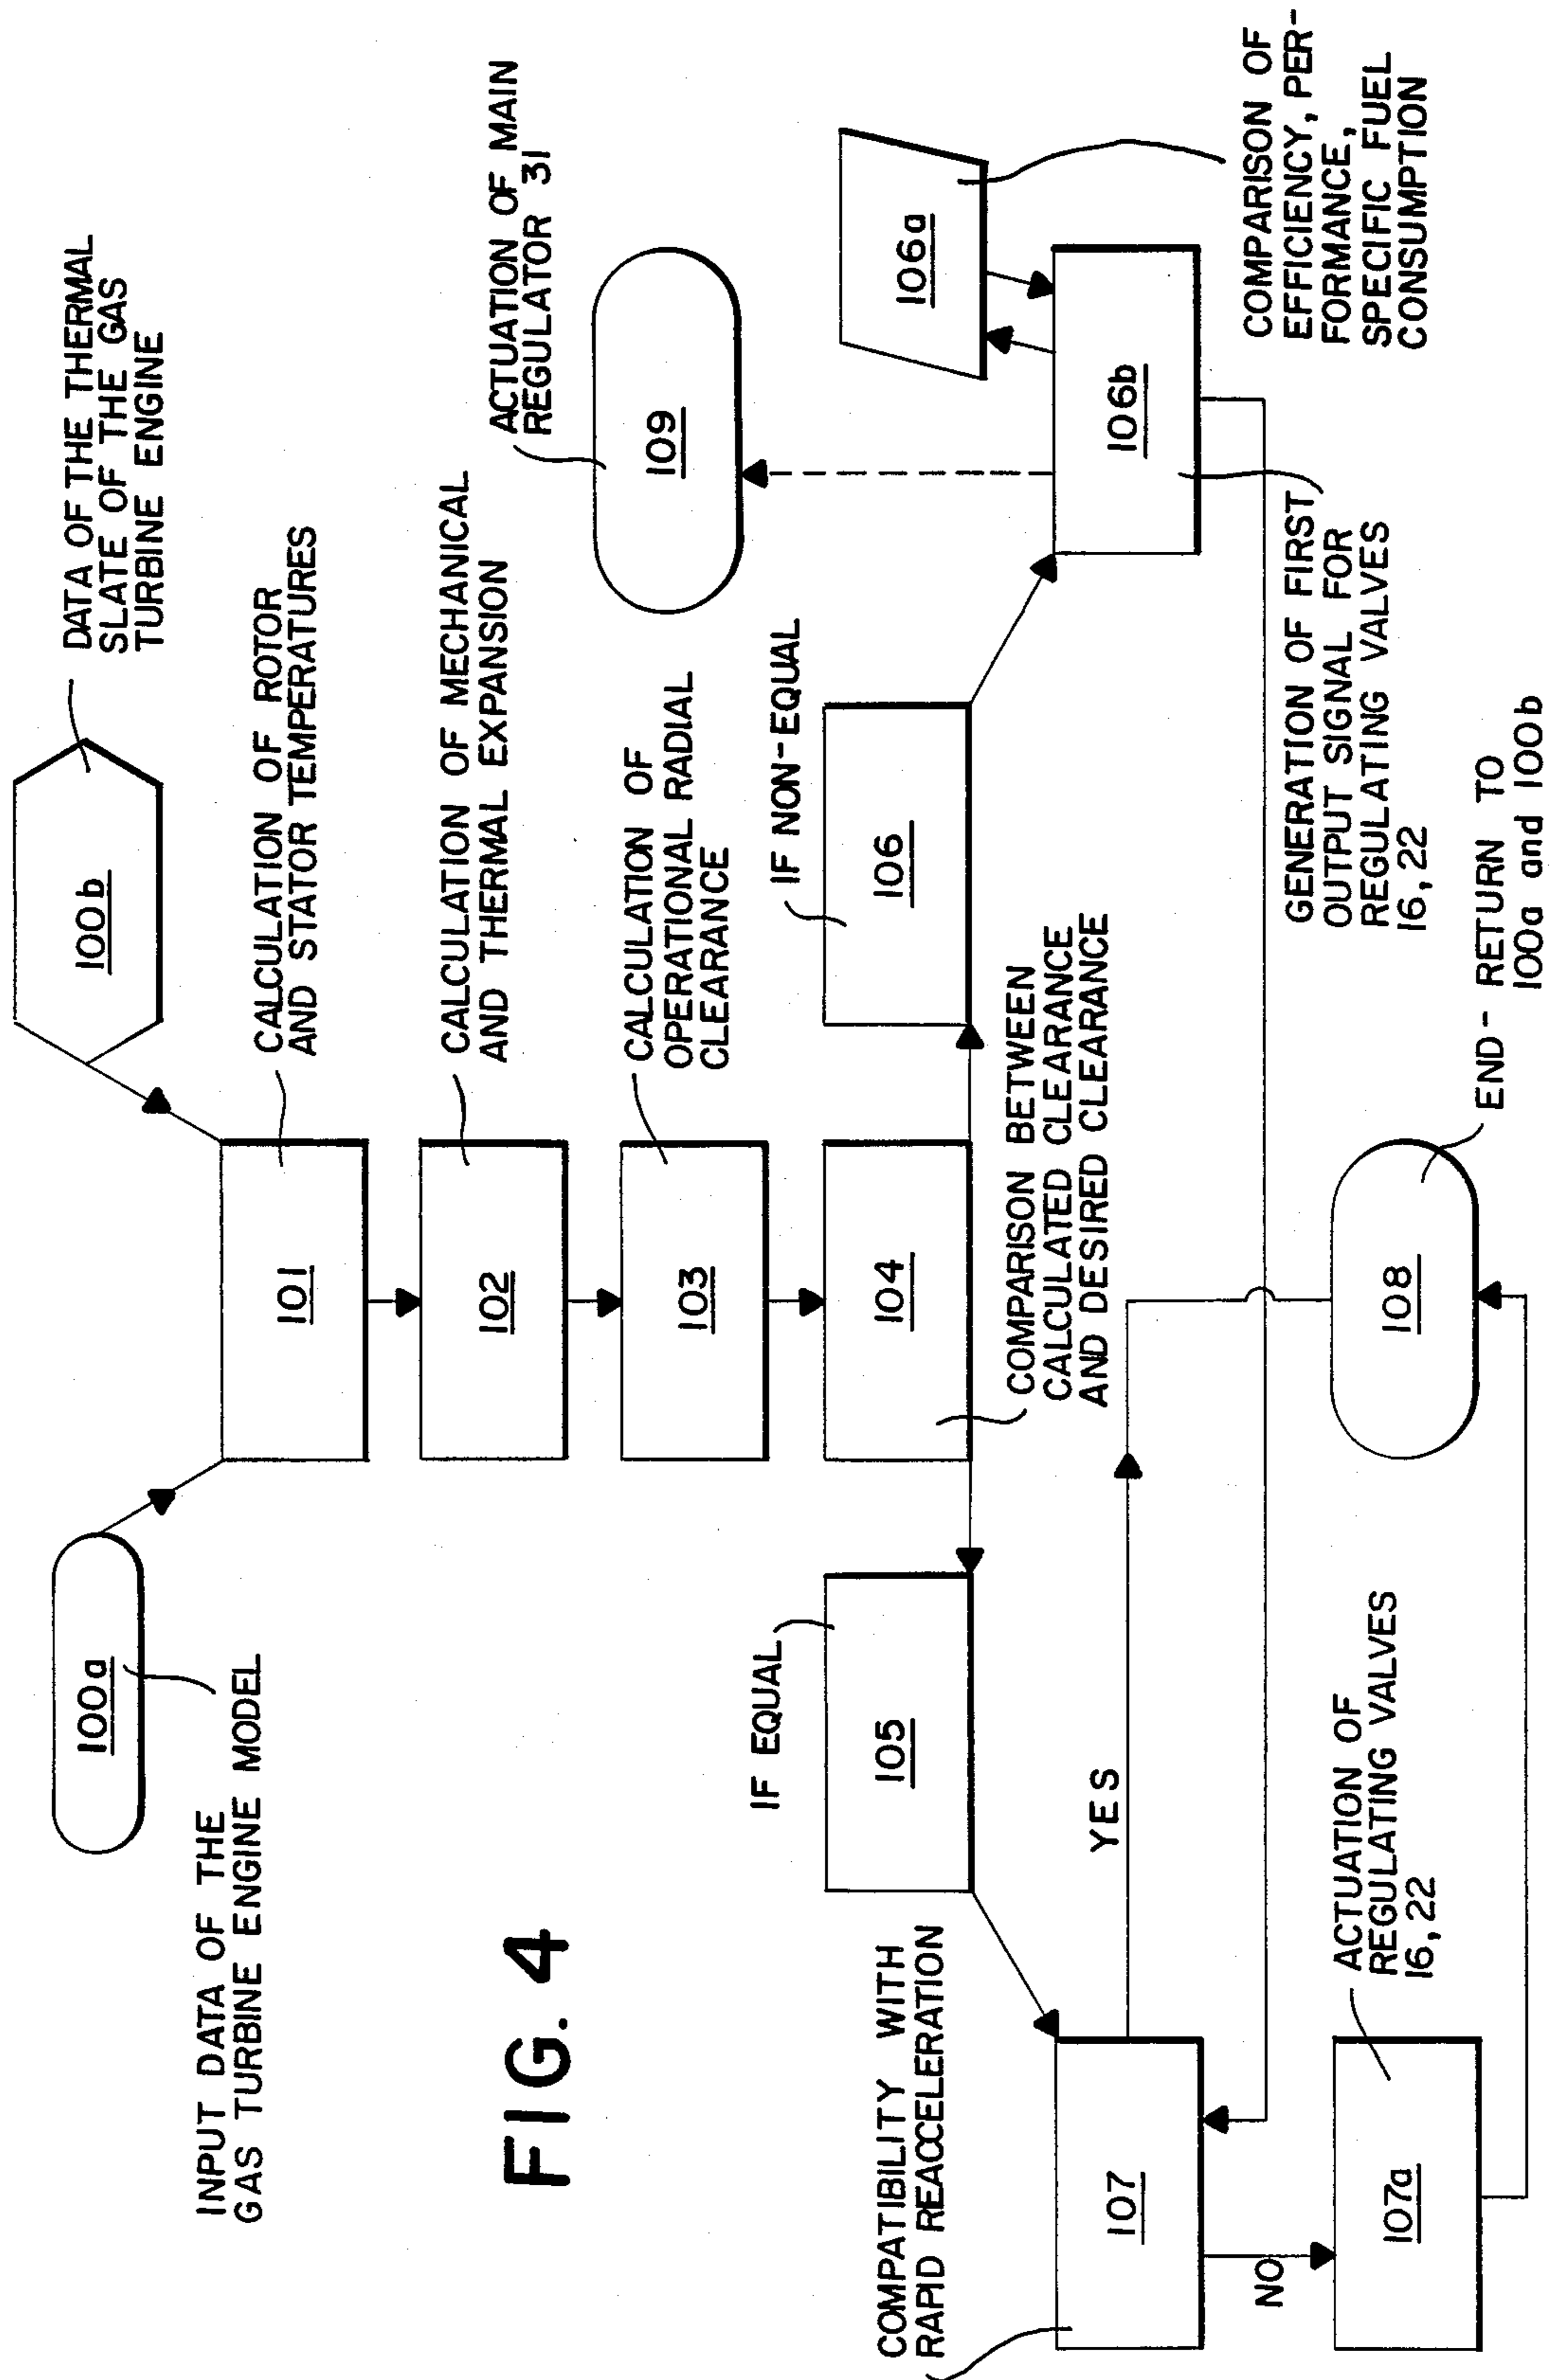 100a
INPUT DATA OF THE
GAS TURBINE ENGINE MODEL
100b
DATA OF THE THERMAL
SLATE OF THE GAS
TURBINE ENGINE
101
CALCULATION OF ROTOR
AND STATOR TEMPERATURES
102
CALCULATION OF MECHANICAL
AND THERMAL EXPANSION
103
CALCULATION OF
OPERATIONAL RADIAL
CLEARANCE
104
COMPARISON BETWEEN
CALCULATED CLEARANCE
AND DESIRED CLEARANCE
IF EQUAL
105
IF NON-EQUAL
106
ACTUATION OF MAIN
REGULATOR 31
109
106a
COMPARISON OF
EFFICIENCY, PER-
FORMANCE,
SPECIFIC FUEL
CONSUMPTION
106b
GENERATION OF FIRST
OUTPUT SIGNAL FOR
REGULATING VALVES
16, 22
COMPATIBILITY WITH
RAPID REACCELERATION
107
YES
NO
107a
ACTUATION OF
REGULATING VALVES
16, 22
108
END- RETURN TO
100a and 100b
FIG. 4